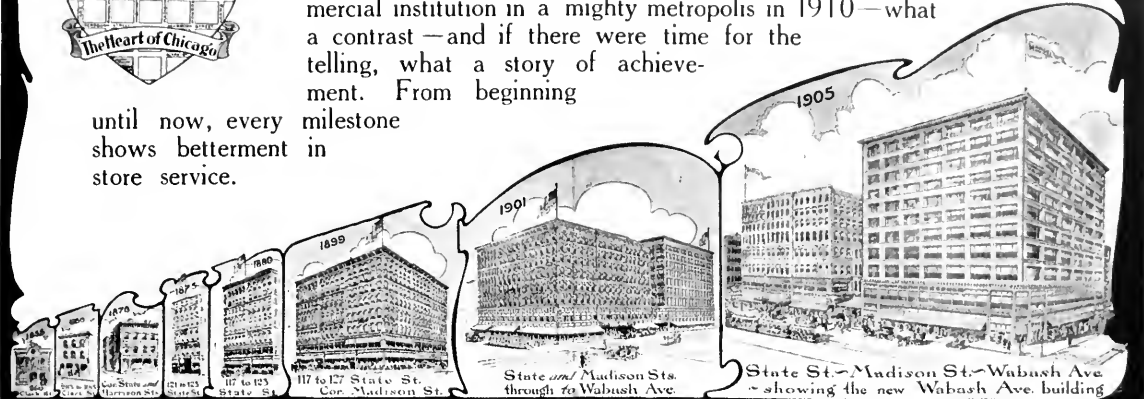 mercial institution in a mighty metropolis in 1910—what
a contrast—and if there were time for the
telling, what a story of achieve-
ment. From beginning
until now, every milestone
shows betterment in
store service.
The Heart of Chicago
1875
121 to 123
State St.
1880
117 to 123
State St.
1899
117 to 127 State St.
Cor. Madison St.
1901
State and Madison Sts.
through to Wabash Ave.
1905
State St.~Madison St.~Wabash Ave
~showing the new Wabash Ave. building
Cor. State and
Harrison Sts.